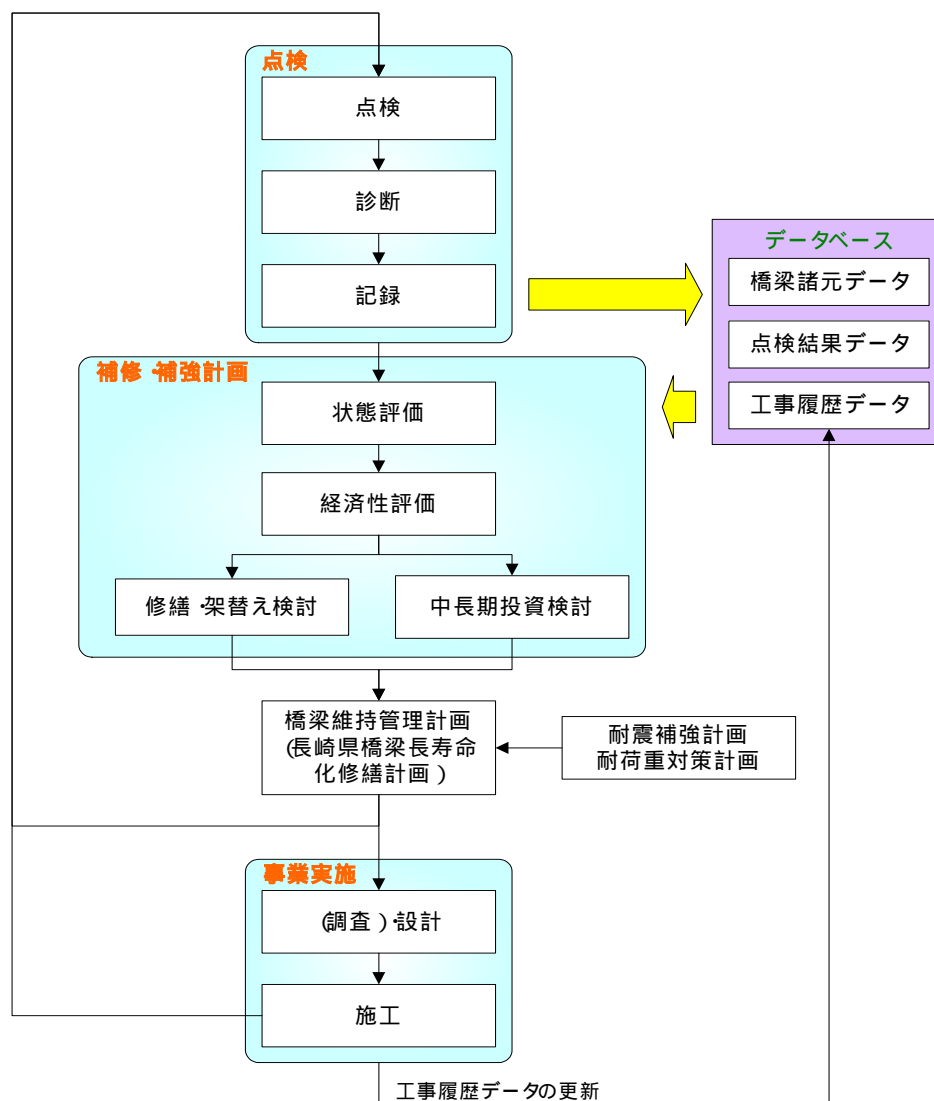 点検
点検
診断
記録
データベース
橋梁諸元データ
点検結果データ
工事履歴データ
補修・補強計画
状態評価
経済性評価
修繕・架替え検討
中長期投資検討
橋梁維持管理計画
(長崎県橋梁長寿命
化修繕計画)
耐震補強計画
耐荷重対策計画
事業実施
(調査)・設計
施工
工事履歴データの更新